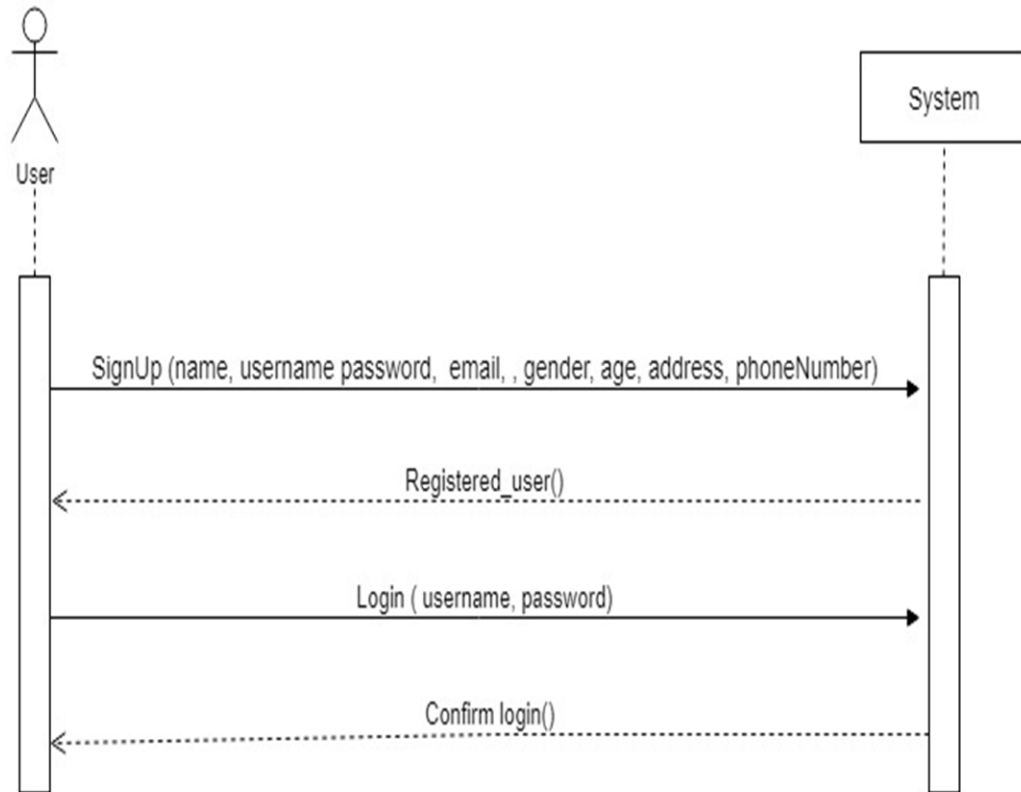 System
User
SignUp (name, username password, email, , gender, age, address, phoneNumber)
Registered_user()
Login ( username, password)
Confirm login()